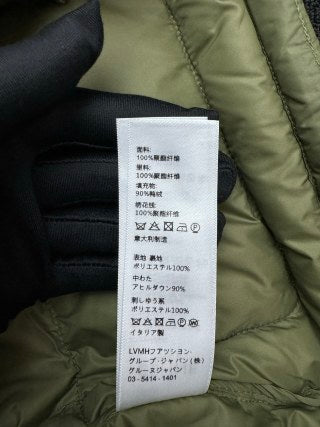 面料:
100%聚酯纤维
里料:
100%聚酯纤维
填充物:
90%鸭绒
绣花线:
100%聚酯纤维
意大利制造
表地 裏地
ポリエステル100%
中わた
アヒルダウン90%
刺しゆう系
ポリエステル100%
イタリア製
LVMHフアッション
グループ・ジャパン(株)
グルーヌジャパン
03-5414-1401